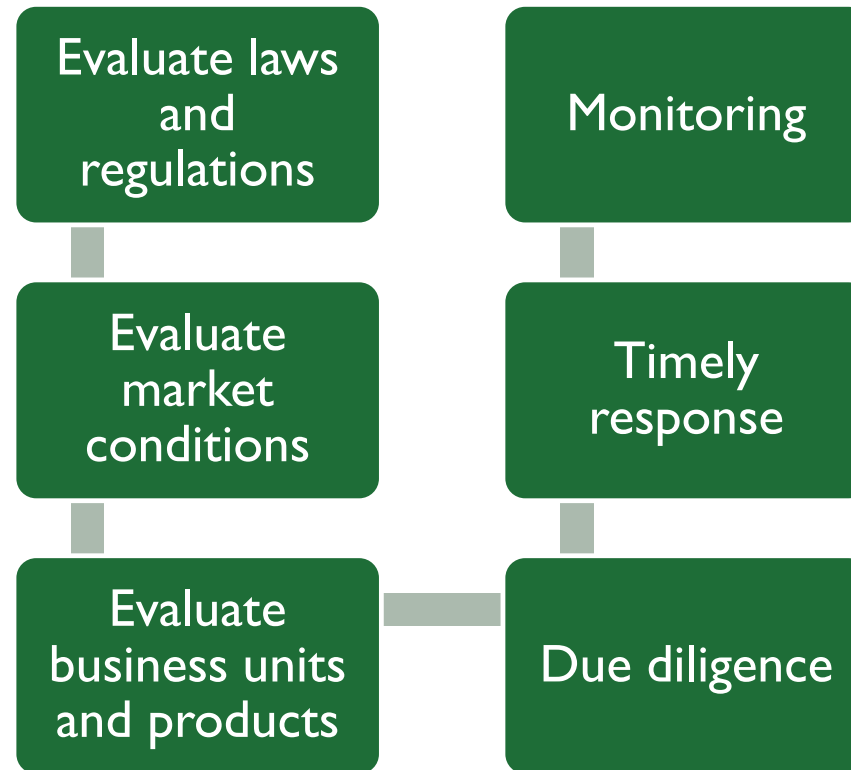 Evaluate laws
and
regulations
Evaluate
market
conditions
Evaluate
business units
and products
Due diligence
Timely
response
Monitoring